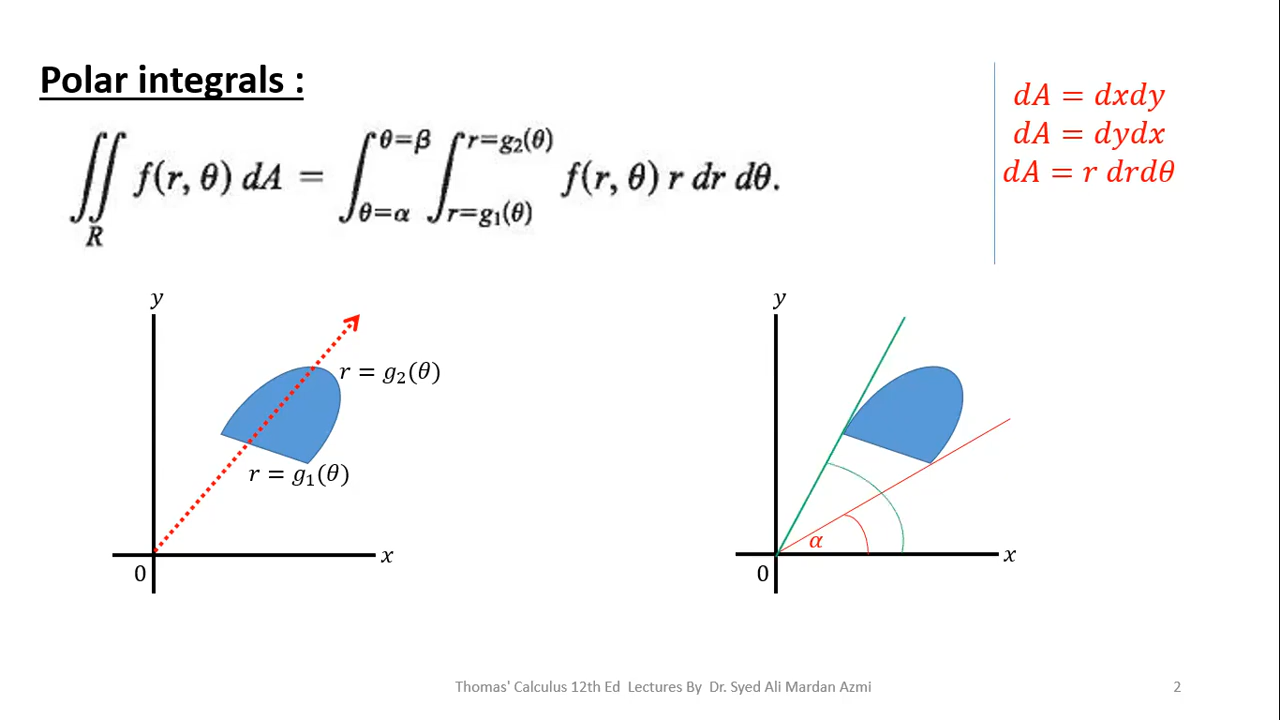 Polar integrals :
∬_R f(r, θ) dA = ∫_{θ=α}^{θ=β} ∫_{r=g₁(θ)}^{r=g₂(θ)} f(r, θ) r dr dθ.
dA = dxdy
dA = dydx
dA = r drdθ
y
r = g₂(θ)
r = g₁(θ)
x
0
y
α
x
0
Thomas' Calculus 12th Ed Lectures By Dr. Syed Ali Mardan Azmi
2